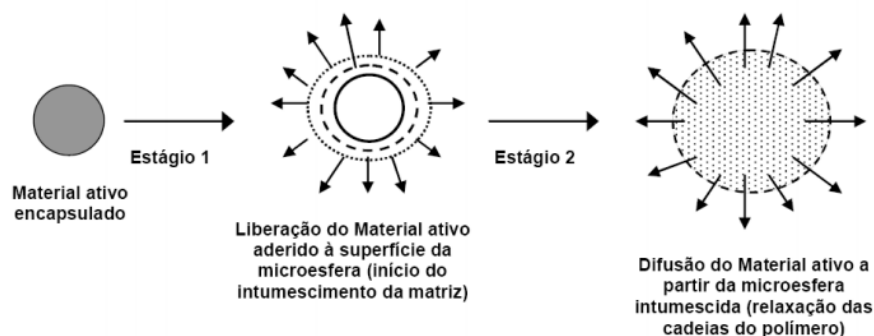 Estágio 1
Estágio 2
Material ativo
encapsulado
Liberação do Material ativo
aderido à superfície da
microesfera (início do
intumescimento da matriz)
Difusão do Material ativo a
partir da microesfera
intumescida (relaxação das
cadeias do polímero)